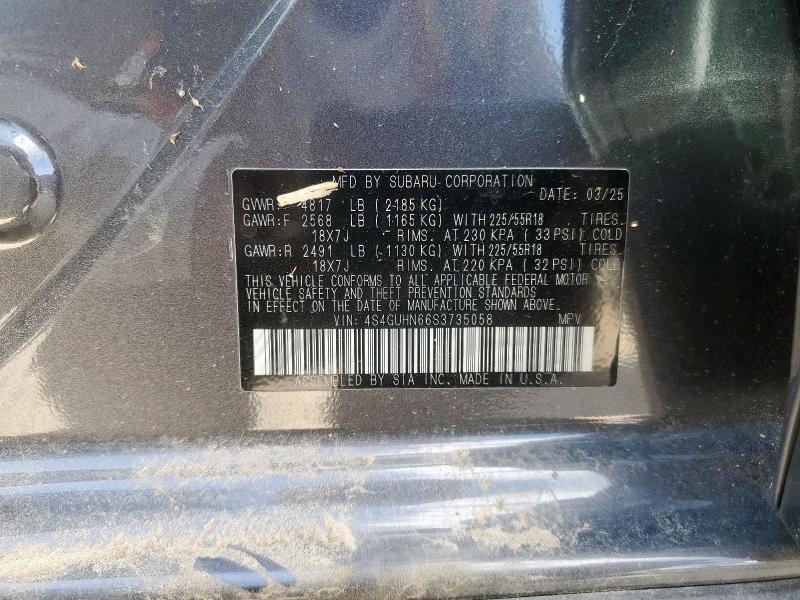 MFD BY SUBARU CORPORATION
DATE: 03/25
GVWR: 4817 LB ( 2185 KG)
GAWR:F 2568 LB ( 1165 KG) WITH 225/55R18 TIRES.
18X7J RIMS. AT 230 KPA ( 33 PSI) COLD
GAWR:R 2491 LB ( 1130 KG) WITH 225/55R18 TIRES.
18X7J RIMS. AT 220 KPA ( 32 PSI) COLD
THIS VEHICLE CONFORMS TO ALL APPLICABLE FEDERAL MOTOR
VEHICLE SAFETY AND THEFT PREVENTION STANDARDS
IN EFFECT ON THE DATE OF MANUFACTURE SHOWN ABOVE.
VIN: 4S4GUHN66S3735058 MPV
ASSEMBLED BY SIA INC. MADE IN U.S.A.